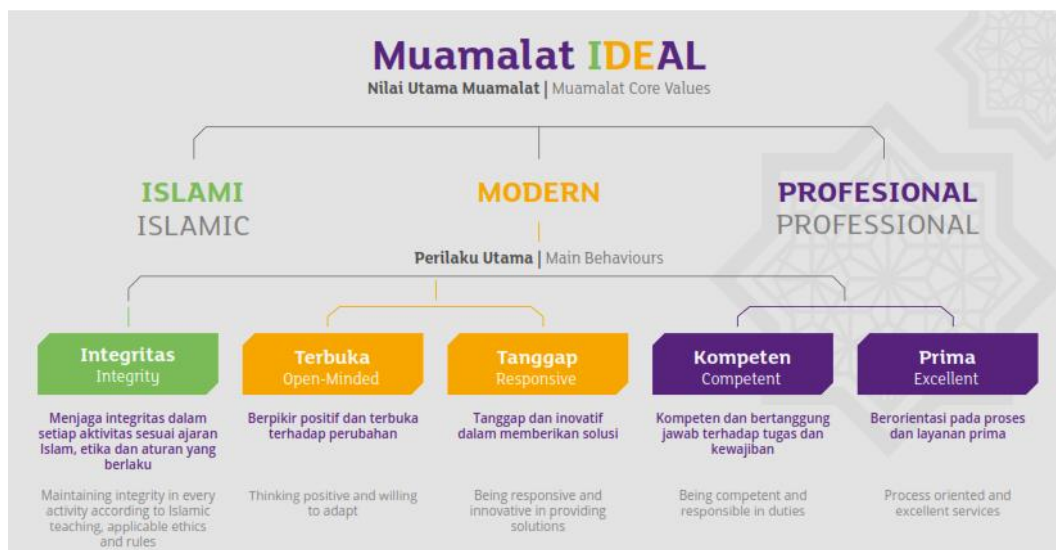 Muamalat IDEAL
Nilai Utama Muamalat | Muamalat Core Values
ISLAMI
ISLAMIC
MODERN
PROFESIONAL
PROFESSIONAL
Perilaku Utama | Main Behaviours
Integritas
Integrity
Menjaga integritas dalam
setiap aktivitas sesuai ajaran
Islam, etika dan aturan yang
berlaku
Maintaining integrity in every
activity according to Islamic
teaching, applicable ethics
and rules
Terbuka
Open-Minded
Berpikir positif dan terbuka
terhadap perubahan
Thinking positive and willing
to adapt
Tanggap
Responsive
Tanggap dan inovatif
dalam memberikan solusi
Being responsive and
innovative in providing
solutions
Kompeten
Competent
Kompeten dan bertanggung
jawab terhadap tugas dan
kewajiban
Being competent and
responsible in duties
Prima
Excellent
Berorientasi pada proses
dan layanan prima
Process oriented and
excellent services